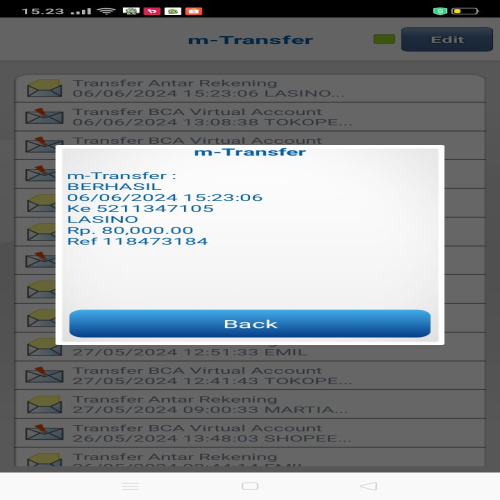 15.23
m-Transfer
Edit
Transfer Antar Rekening
06/06/2024 15:23:06 LASINO...
Transfer BCA Virtual Account
06/06/2024 13:08:38 TOKOPE...
Transfer BCA Virtual Account
m-Transfer
m-Transfer :
BERHASIL
06/06/2024 15:23:06
Ke 5211347105
LASINO
Rp. 80,000.00
Ref 118473184
Back
27/05/2024 12:51:33 EMIL
Transfer BCA Virtual Account
27/05/2024 12:41:43 TOKOPE...
Transfer Antar Rekening
27/05/2024 09:00:33 MARTIA...
Transfer BCA Virtual Account
26/05/2024 13:48:03 SHOPEE...
Transfer Antar Rekening